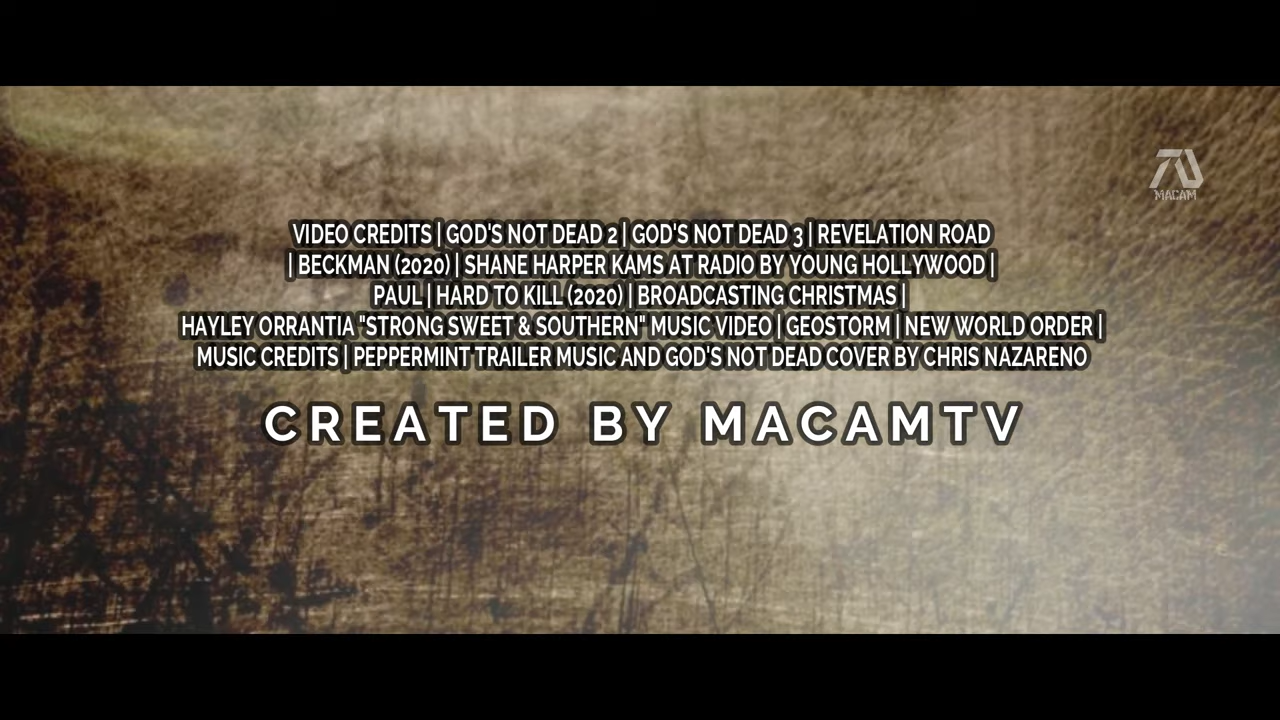 MACAM
VIDEO CREDITS | GOD'S NOT DEAD 2 | GOD'S NOT DEAD 3 | REVELATION ROAD
| BECKMAN (2020) | SHANE HARPER KAMS AT RADIO BY YOUNG HOLLYWOOD |
PAUL | HARD TO KILL (2020) | BROADCASTING CHRISTMAS |
HAYLEY ORRANTIA "STRONG SWEET & SOUTHERN" MUSIC VIDEO | GEOSTORM | NEW WORLD ORDER |
MUSIC CREDITS | PEPPERMINT TRAILER MUSIC AND GOD'S NOT DEAD COVER BY CHRIS NAZARENO
CREATED BY MACAMTV